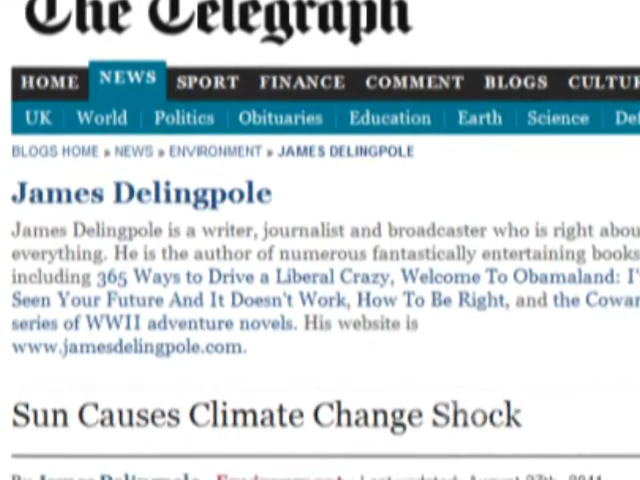 The Telegraph
HOME NEWS SPORT FINANCE COMMENT BLOGS
UK World Politics Obituaries Education Earth Science
BLOGS HOME » NEWS » ENVIRONMENT » JAMES DELINGPOLE
James Delingpole
James Delingpole is a writer, journalist and broadcaster who is right abou
everything. He is the author of numerous fantastically entertaining books
including 365 Ways to Drive a Liberal Crazy, Welcome To Obamaland: I'
Seen Your Future And It Doesn't Work, How To Be Right, and the Cowar
series of WWII adventure novels. His website is
www.jamesdelingpole.com.
Sun Causes Climate Change Shock